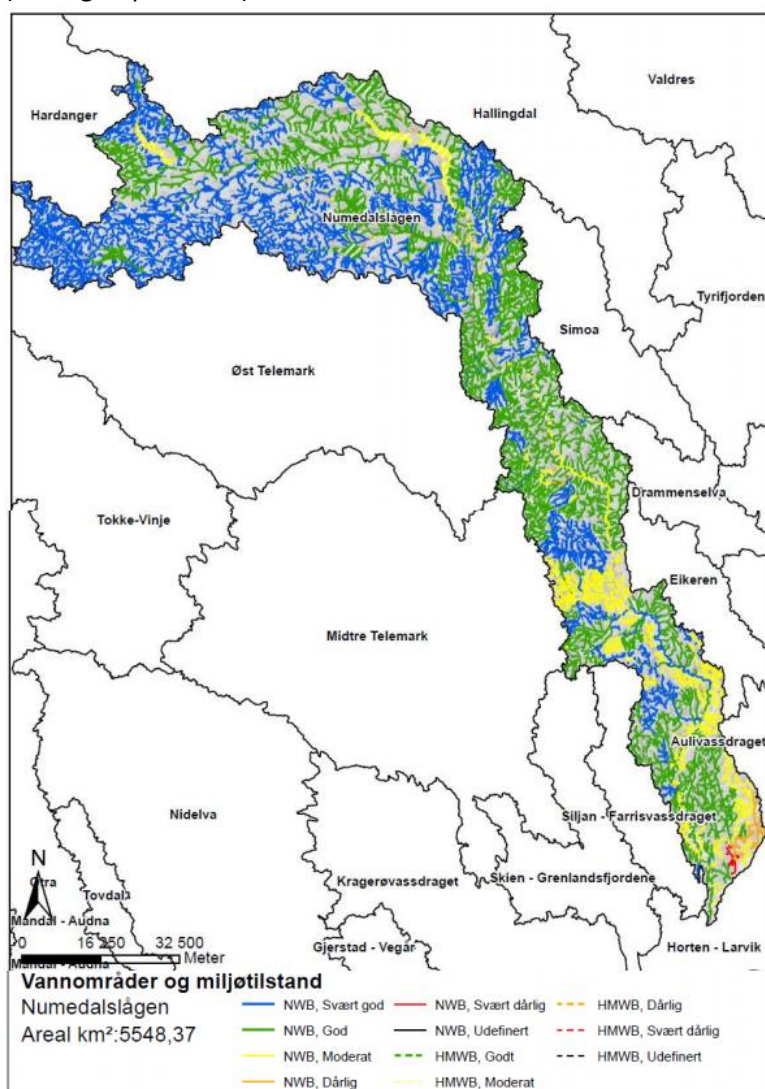 Valdres
Hardanger
Hallingdal
Numedalslågen
Tyrifjorden
Simoa
Øst Telemark
Drammenselva
Tokke-Vinje
Eikeren
Midtre Telemark
Aulivassdraget
Nidelva
Siljan - Farrisvassdraget
N
Otra
Kragerøvassdraget
Skien - Grenlandsfjordene
Tovdal
Mandal - Audna
Gjerstad - Vegår
Horten - Larvik
0 16 250 32 500
Meter
Mandal - Audna
Vannområder og miljøtilstand
Numedalslågen
Areal km²:5548,37
NWB, Svært god
NWB, God
NWB, Moderat
NWB, Dårlig
NWB, Svært dårlig
NWB, Udefinert
HMWB, Godt
HMWB, Moderat
HMWB, Dårlig
HMWB, Svært dårlig
HMWB, Udefinert